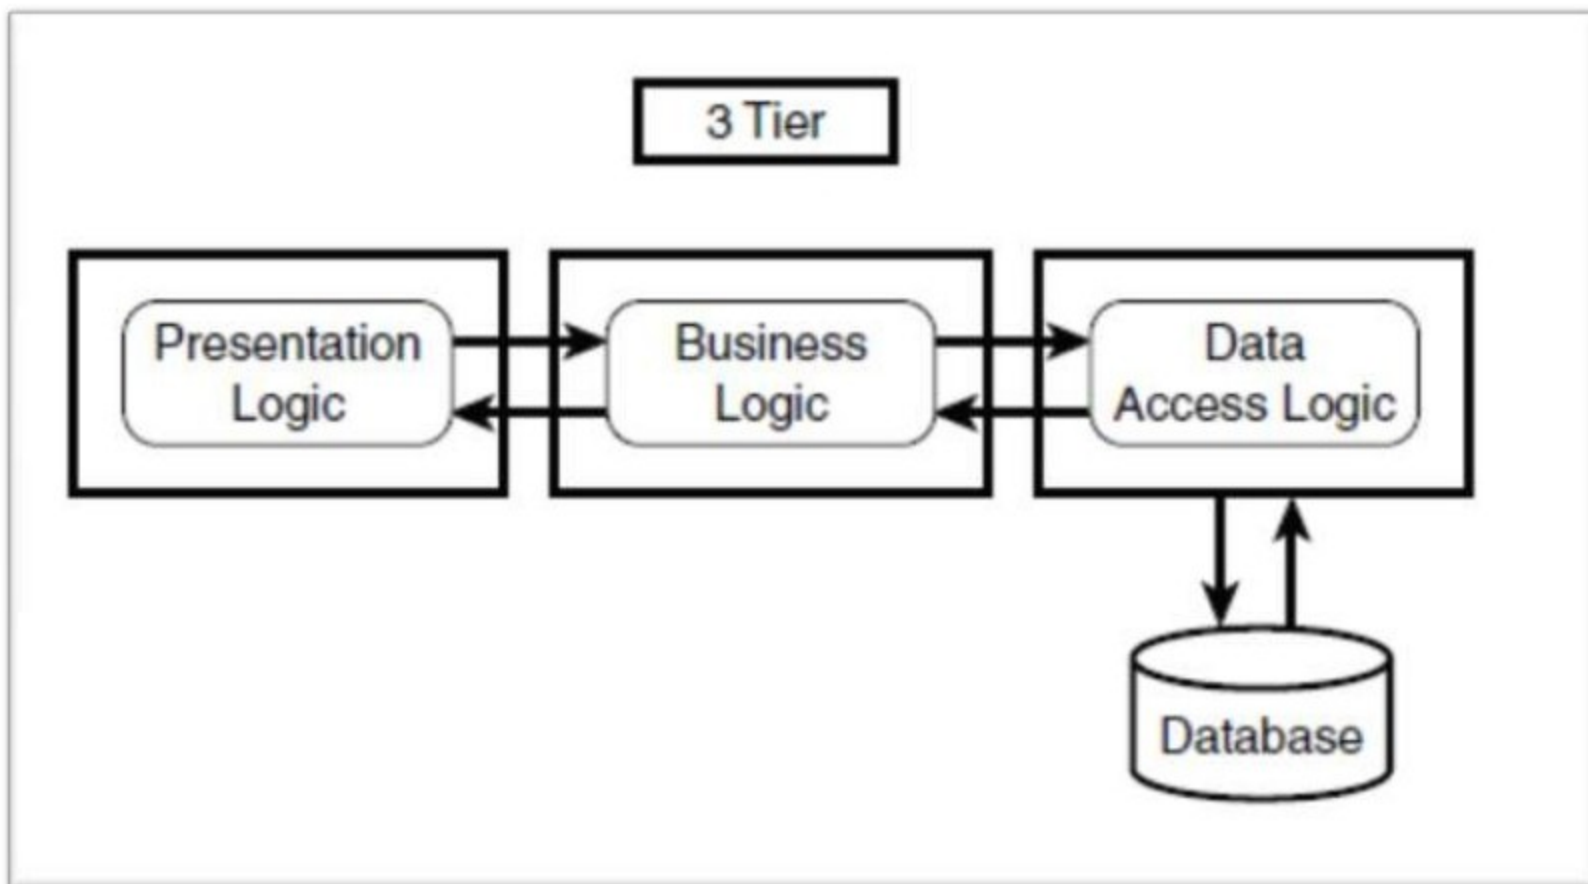 3 Tier
Presentation
Logic
Business
Logic
Data
Access Logic
Database